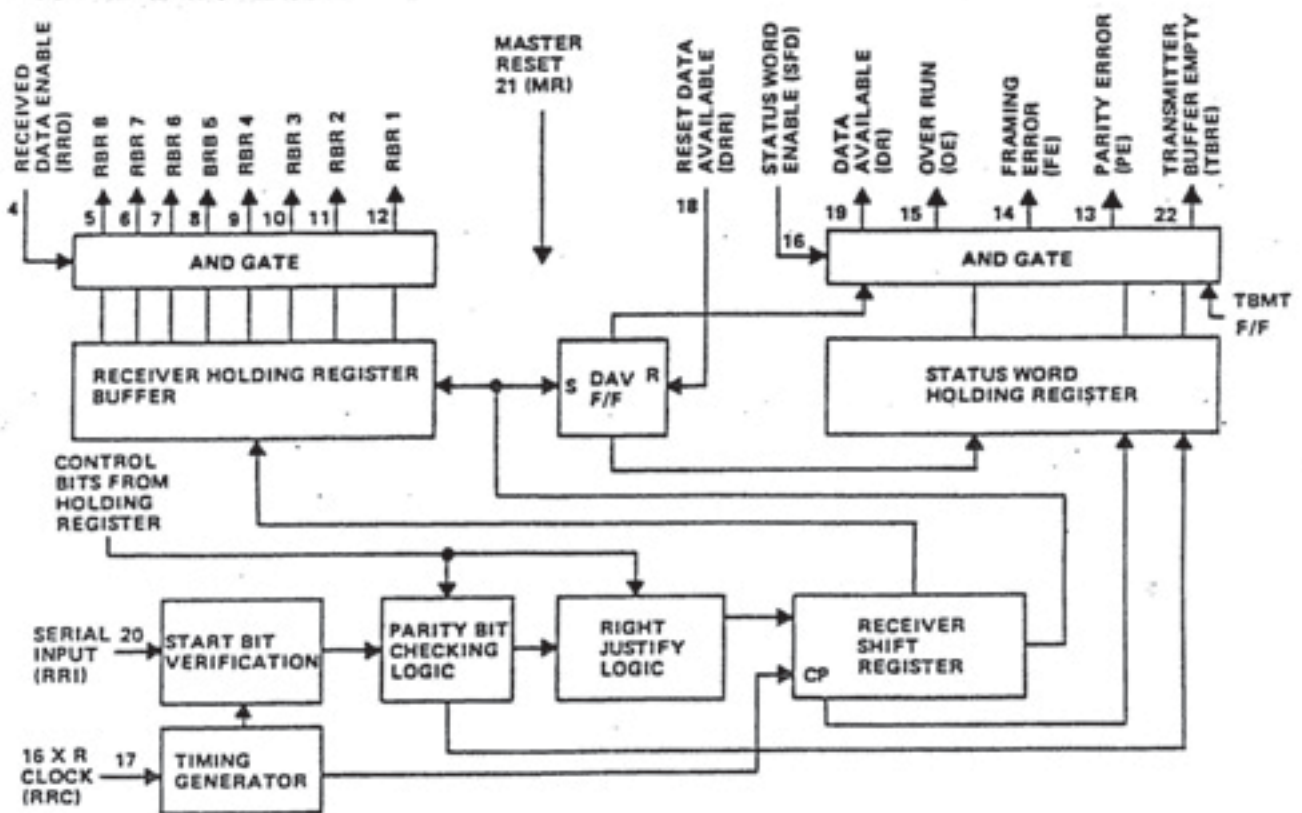 RECEIVED
DATA ENABLE
(RRD)
4
RBR 8
RBR 7
RBR 6
BRB 5
RBR 4
RBR 3
RBR 2
RBR 1
5
6
7
8
9
10
11
12
AND GATE
MASTER
RESET
21 (MR)
RESET DATA
AVAILABLE
(DRR)
18
STATUS WORD
ENABLE (SFD)
16
DATA
AVAILABLE
(DR)
OVER RUN
(OE)
FRAMING
ERROR
(FE)
PARITY ERROR
(PE)
TRANSMITTER
BUFFER EMPTY
(TBRE)
19
15
14
13
22
AND GATE
TBMT
F/F
RECEIVER HOLDING REGISTER
BUFFER
S DAV R
F/F
STATUS WORD
HOLDING REGISTER
CONTROL
BITS FROM
HOLDING
REGISTER
SERIAL 20
INPUT
(RRI)
START BIT
VERIFICATION
PARITY BIT
CHECKING
LOGIC
RIGHT
JUSTIFY
LOGIC
RECEIVER
SHIFT
REGISTER
CP
16 X R 17
CLOCK
(RRC)
TIMING
GENERATOR